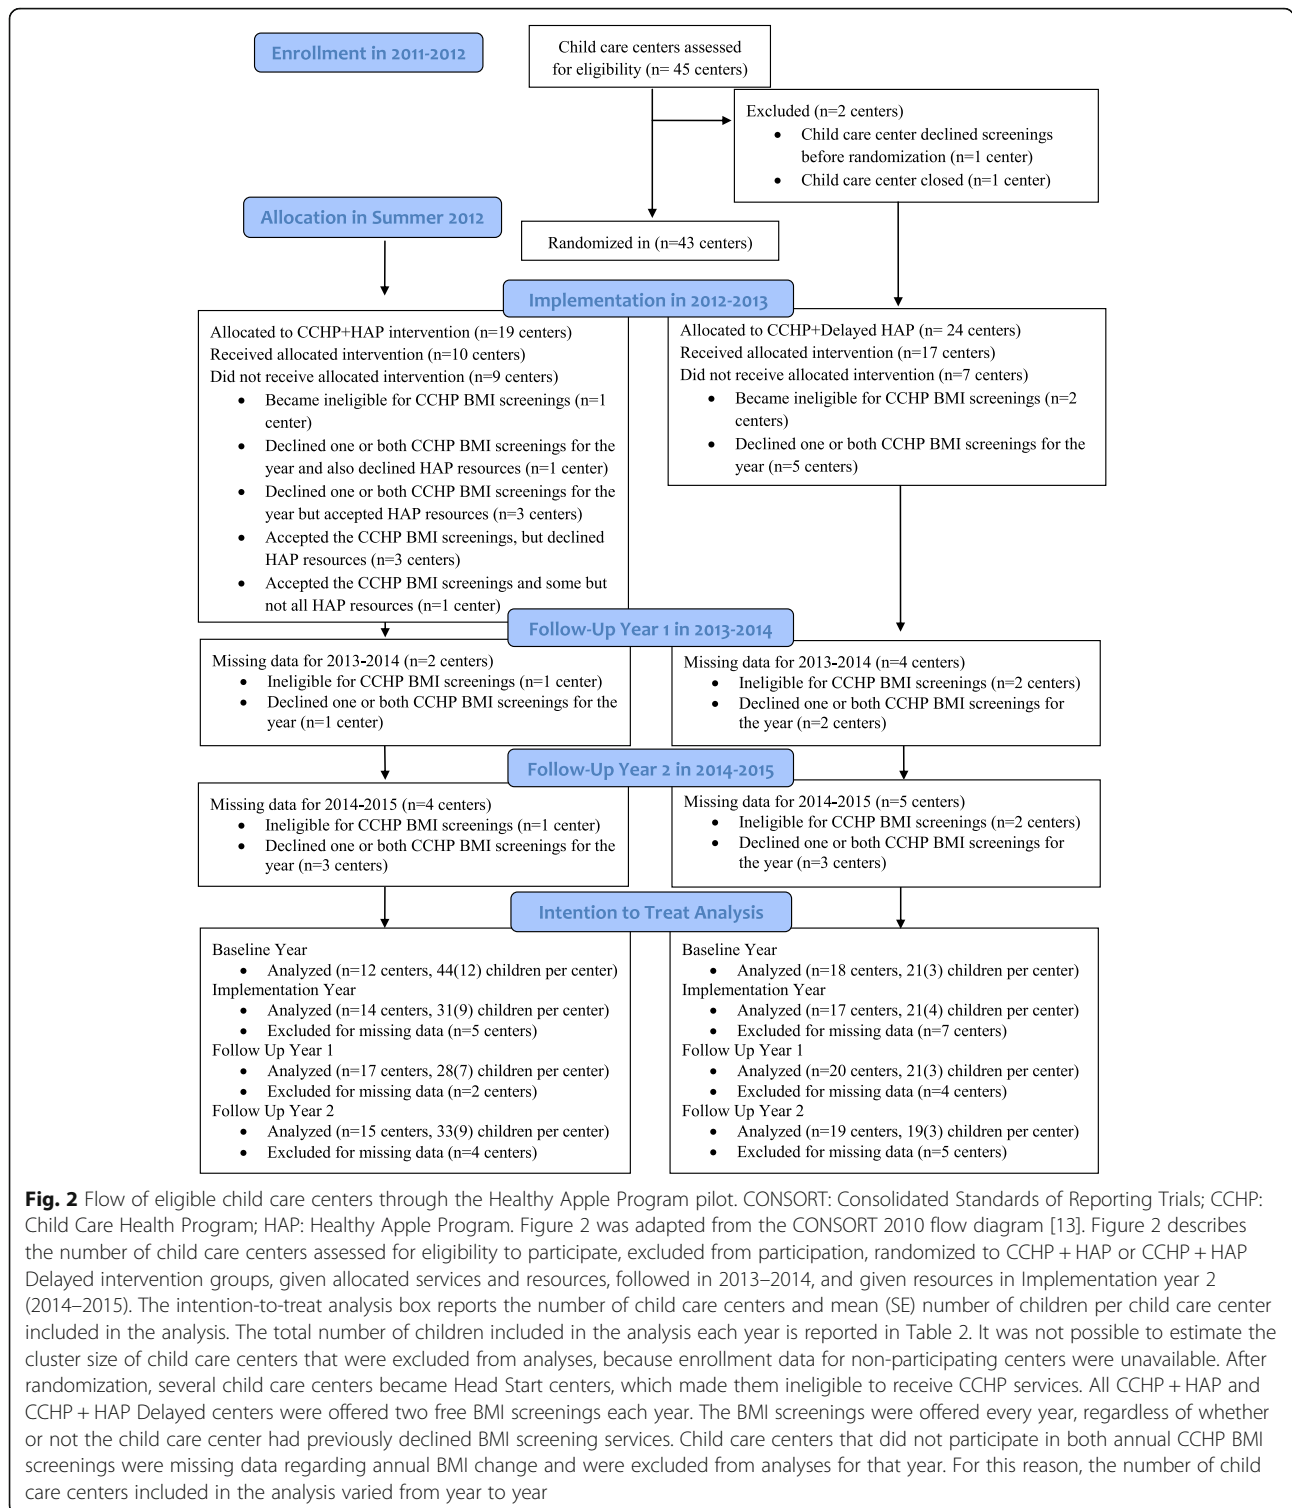 Enrollment in 2011-2012
Child care centers assessed
for eligibility (n= 45 centers)
Excluded (n=2 centers)
• Child care center declined screenings
before randomization (n=1 center)
• Child care center closed (n=1 center)
Allocation in Summer 2012
Randomized in (n=43 centers)
Implementation in 2012-2013
Allocated to CCHP+HAP intervention (n=19 centers)
Received allocated intervention (n=10 centers)
Did not receive allocated intervention (n=9 centers)
• Became ineligible for CCHP BMI screenings (n=1
center)
• Declined one or both CCHP BMI screenings for the
year and also declined HAP resources (n=1 center)
• Declined one or both CCHP BMI screenings for the
year but accepted HAP resources (n=3 centers)
• Accepted the CCHP BMI screenings, but declined
HAP resources (n=3 centers)
• Accepted the CCHP BMI screenings and some but
not all HAP resources (n=1 center)
Allocated to CCHP+Delayed HAP (n= 24 centers)
Received allocated intervention (n=17 centers)
Did not receive allocated intervention (n=7 centers)
• Became ineligible for CCHP BMI screenings (n=2
centers)
• Declined one or both CCHP BMI screenings for the
year (n=5 centers)
Follow-Up Year 1 in 2013-2014
Missing data for 2013-2014 (n=2 centers)
• Ineligible for CCHP BMI screenings (n=1 center)
• Declined one or both CCHP BMI screenings for the
year (n=1 center)
Missing data for 2013-2014 (n=4 centers)
• Ineligible for CCHP BMI screenings (n=2 centers)
• Declined one or both CCHP BMI screenings for
the year (n=2 centers)
Follow-Up Year 2 in 2014-2015
Missing data for 2014-2015 (n=4 centers)
• Ineligible for CCHP BMI screenings (n=1 center)
• Declined one or both CCHP BMI screenings for the
year (n=3 centers)
Missing data for 2014-2015 (n=5 centers)
• Ineligible for CCHP BMI screenings (n=2 centers)
• Declined one or both CCHP BMI screenings for
the year (n=3 centers)
Intention to Treat Analysis
Baseline Year
• Analyzed (n=12 centers, 44(12) children per center)
Implementation Year
• Analyzed (n=14 centers, 31(9) children per center)
• Excluded for missing data (n=5 centers)
Follow Up Year 1
• Analyzed (n=17 centers, 28(7) children per center)
• Excluded for missing data (n=2 centers)
Follow Up Year 2
• Analyzed (n=15 centers, 33(9) children per center)
• Excluded for missing data (n=4 centers)
Baseline Year
• Analyzed (n=18 centers, 21(3) children per center)
Implementation Year
• Analyzed (n=17 centers, 21(4) children per center)
• Excluded for missing data (n=7 centers)
Follow Up Year 1
• Analyzed (n=20 centers, 21(3) children per center)
• Excluded for missing data (n=4 centers)
Follow Up Year 2
• Analyzed (n=19 centers, 19(3) children per center)
• Excluded for missing data (n=5 centers)
Fig. 2 Flow of eligible child care centers through the Healthy Apple Program pilot. CONSORT: Consolidated Standards of Reporting Trials; CCHP:
Child Care Health Program; HAP: Healthy Apple Program. Figure 2 was adapted from the CONSORT 2010 flow diagram [13]. Figure 2 describes
the number of child care centers assessed for eligibility to participate, excluded from participation, randomized to CCHP + HAP or CCHP + HAP
Delayed intervention groups, given allocated services and resources, followed in 2013–2014, and given resources in Implementation year 2
(2014–2015). The intention-to-treat analysis box reports the number of child care centers and mean (SE) number of children per child care center
included in the analysis. The total number of children included in the analysis each year is reported in Table 2. It was not possible to estimate the
cluster size of child care centers that were excluded from analyses, because enrollment data for non-participating centers were unavailable. After
randomization, several child care centers became Head Start centers, which made them ineligible to receive CCHP services. All CCHP + HAP and
CCHP + HAP Delayed centers were offered two free BMI screenings each year. The BMI screenings were offered every year, regardless of whether
or not the child care center had previously declined BMI screening services. Child care centers that did not participate in both annual CCHP BMI
screenings were missing data regarding annual BMI change and were excluded from analyses for that year. For this reason, the number of child
care centers included in the analysis varied from year to year